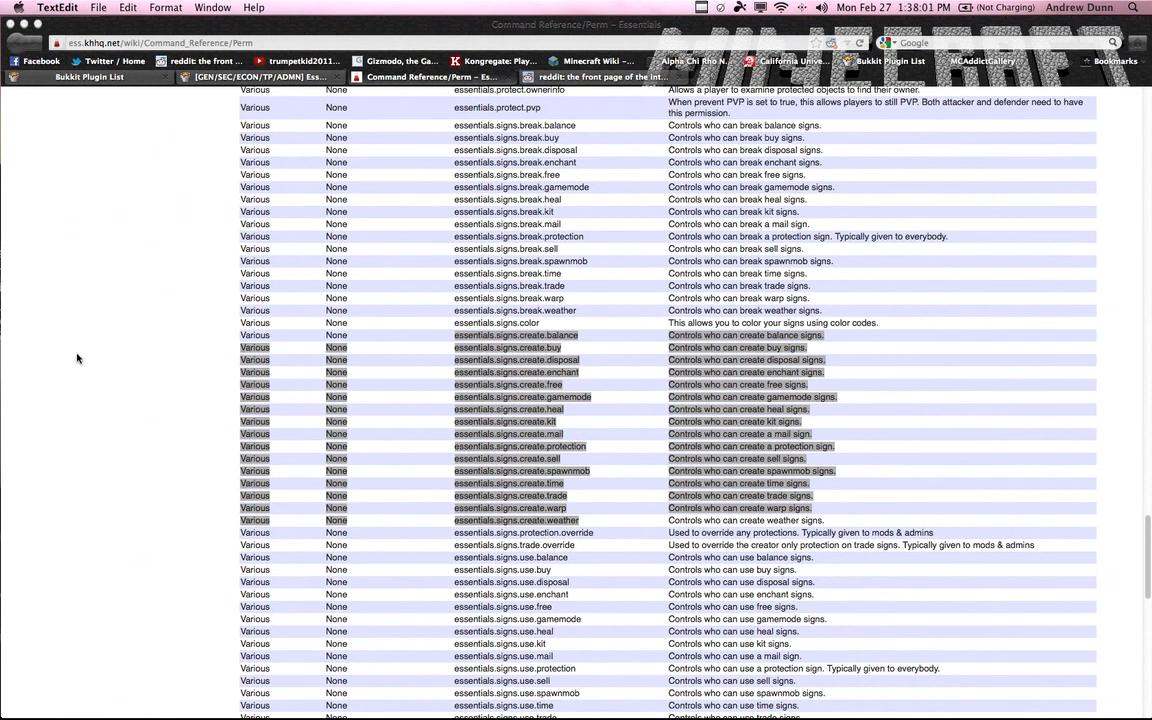 TextEdit File Edit Format Window Help Mon Feb 27 1:38:01 PM (Not Charging) Andrew Dunn
Command Reference/Perm – Essentials
ess.khhq.net/wiki/Command_Reference/Perm Google
Facebook Twitter / Home reddit: the front pag... trumpetkid2011... Gizmodo, the Ga... Kongregate: Play... Minecraft Wiki -... Alpha Chi Rho N... California Unive... Bukkit Plugin List MCAddictGallery Bookmarks
Bukkit Plugin List [GEN/SEC/ECON/TP/ADMN] Ess... Command Reference/Perm – Es... reddit: the front page of the int...
Various None essentials.protect.ownerinfo Allows a player to examine protected objects to find their owner.
Various None essentials.protect.pvp When prevent PVP is set to true, this allows players to still PVP. Both attacker and defender need to have
this permission.
Various None essentials.signs.break.balance Controls who can break balance signs.
Various None essentials.signs.break.buy Controls who can break buy signs.
Various None essentials.signs.break.disposal Controls who can break disposal signs.
Various None essentials.signs.break.enchant Controls who can break enchant signs.
Various None essentials.signs.break.free Controls who can break free signs.
Various None essentials.signs.break.gamemode Controls who can break gamemode signs.
Various None essentials.signs.break.heal Controls who can break heal signs.
Various None essentials.signs.break.kit Controls who can break kit signs.
Various None essentials.signs.break.mail Controls who can break a mail sign.
Various None essentials.signs.break.protection Controls who can break a protection sign. Typically given to everybody.
Various None essentials.signs.break.sell Controls who can break sell signs.
Various None essentials.signs.break.spawnmob Controls who can break spawnmob signs.
Various None essentials.signs.break.time Controls who can break time signs.
Various None essentials.signs.break.trade Controls who can break trade signs.
Various None essentials.signs.break.warp Controls who can break warp signs.
Various None essentials.signs.break.weather Controls who can break weather signs.
Various None essentials.signs.color This allows you to color your signs using color codes.
Various None essentials.signs.create.balance Controls who can create balance signs.
Various None essentials.signs.create.buy Controls who can create buy signs.
Various None essentials.signs.create.disposal Controls who can create disposal signs.
Various None essentials.signs.create.enchant Controls who can create enchant signs.
Various None essentials.signs.create.free Controls who can create free signs.
Various None essentials.signs.create.gamemode Controls who can create gamemode signs.
Various None essentials.signs.create.heal Controls who can create heal signs.
Various None essentials.signs.create.kit Controls who can create kit signs.
Various None essentials.signs.create.mail Controls who can create a mail sign.
Various None essentials.signs.create.protection Controls who can create a protection sign.
Various None essentials.signs.create.sell Controls who can create sell signs.
Various None essentials.signs.create.spawnmob Controls who can create spawnmob signs.
Various None essentials.signs.create.time Controls who can create time signs.
Various None essentials.signs.create.trade Controls who can create trade signs.
Various None essentials.signs.create.warp Controls who can create warp signs.
Various None essentials.signs.create.weather Controls who can create weather signs.
Various None essentials.signs.protection.override Used to override any protections. Typically given to mods & admins
Various None essentials.signs.trade.override Used to override the creator only protection on trade signs. Typically given to mods & admins
Various None essentials.signs.use.balance Controls who can use balance signs.
Various None essentials.signs.use.buy Controls who can use buy signs.
Various None essentials.signs.use.disposal Controls who can use disposal signs.
Various None essentials.signs.use.enchant Controls who can use enchant signs.
Various None essentials.signs.use.free Controls who can use free signs.
Various None essentials.signs.use.gamemode Controls who can use gamemode signs.
Various None essentials.signs.use.heal Controls who can use heal signs.
Various None essentials.signs.use.kit Controls who can use kit signs.
Various None essentials.signs.use.mail Controls who can use a mail sign.
Various None essentials.signs.use.protection Controls who can use a protection sign. Typically given to everybody.
Various None essentials.signs.use.sell Controls who can use sell signs.
Various None essentials.signs.use.spawnmob Controls who can use spawnmob signs.
Various None essentials.signs.use.time Controls who can use time signs.
Various None essentials.signs.use.trade Controls who can use trade signs.